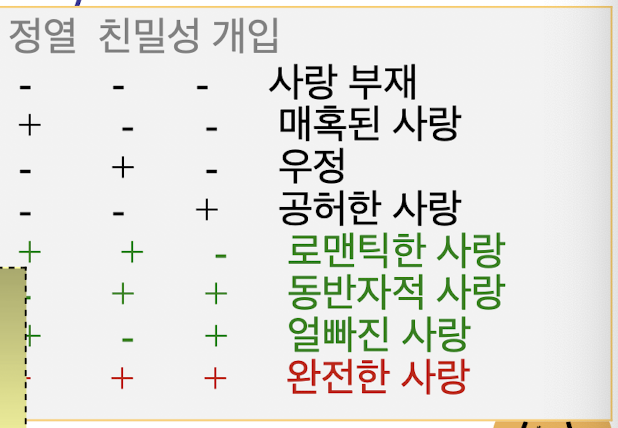 정열 친밀성 개입
- - - 사랑 부재
+ - - 매혹된 사랑
- + - 우정
- - + 공허한 사랑
+ + - 로맨틱한 사랑
- + + 동반자적 사랑
+ - + 얼빠진 사랑
+ + 완전한 사랑